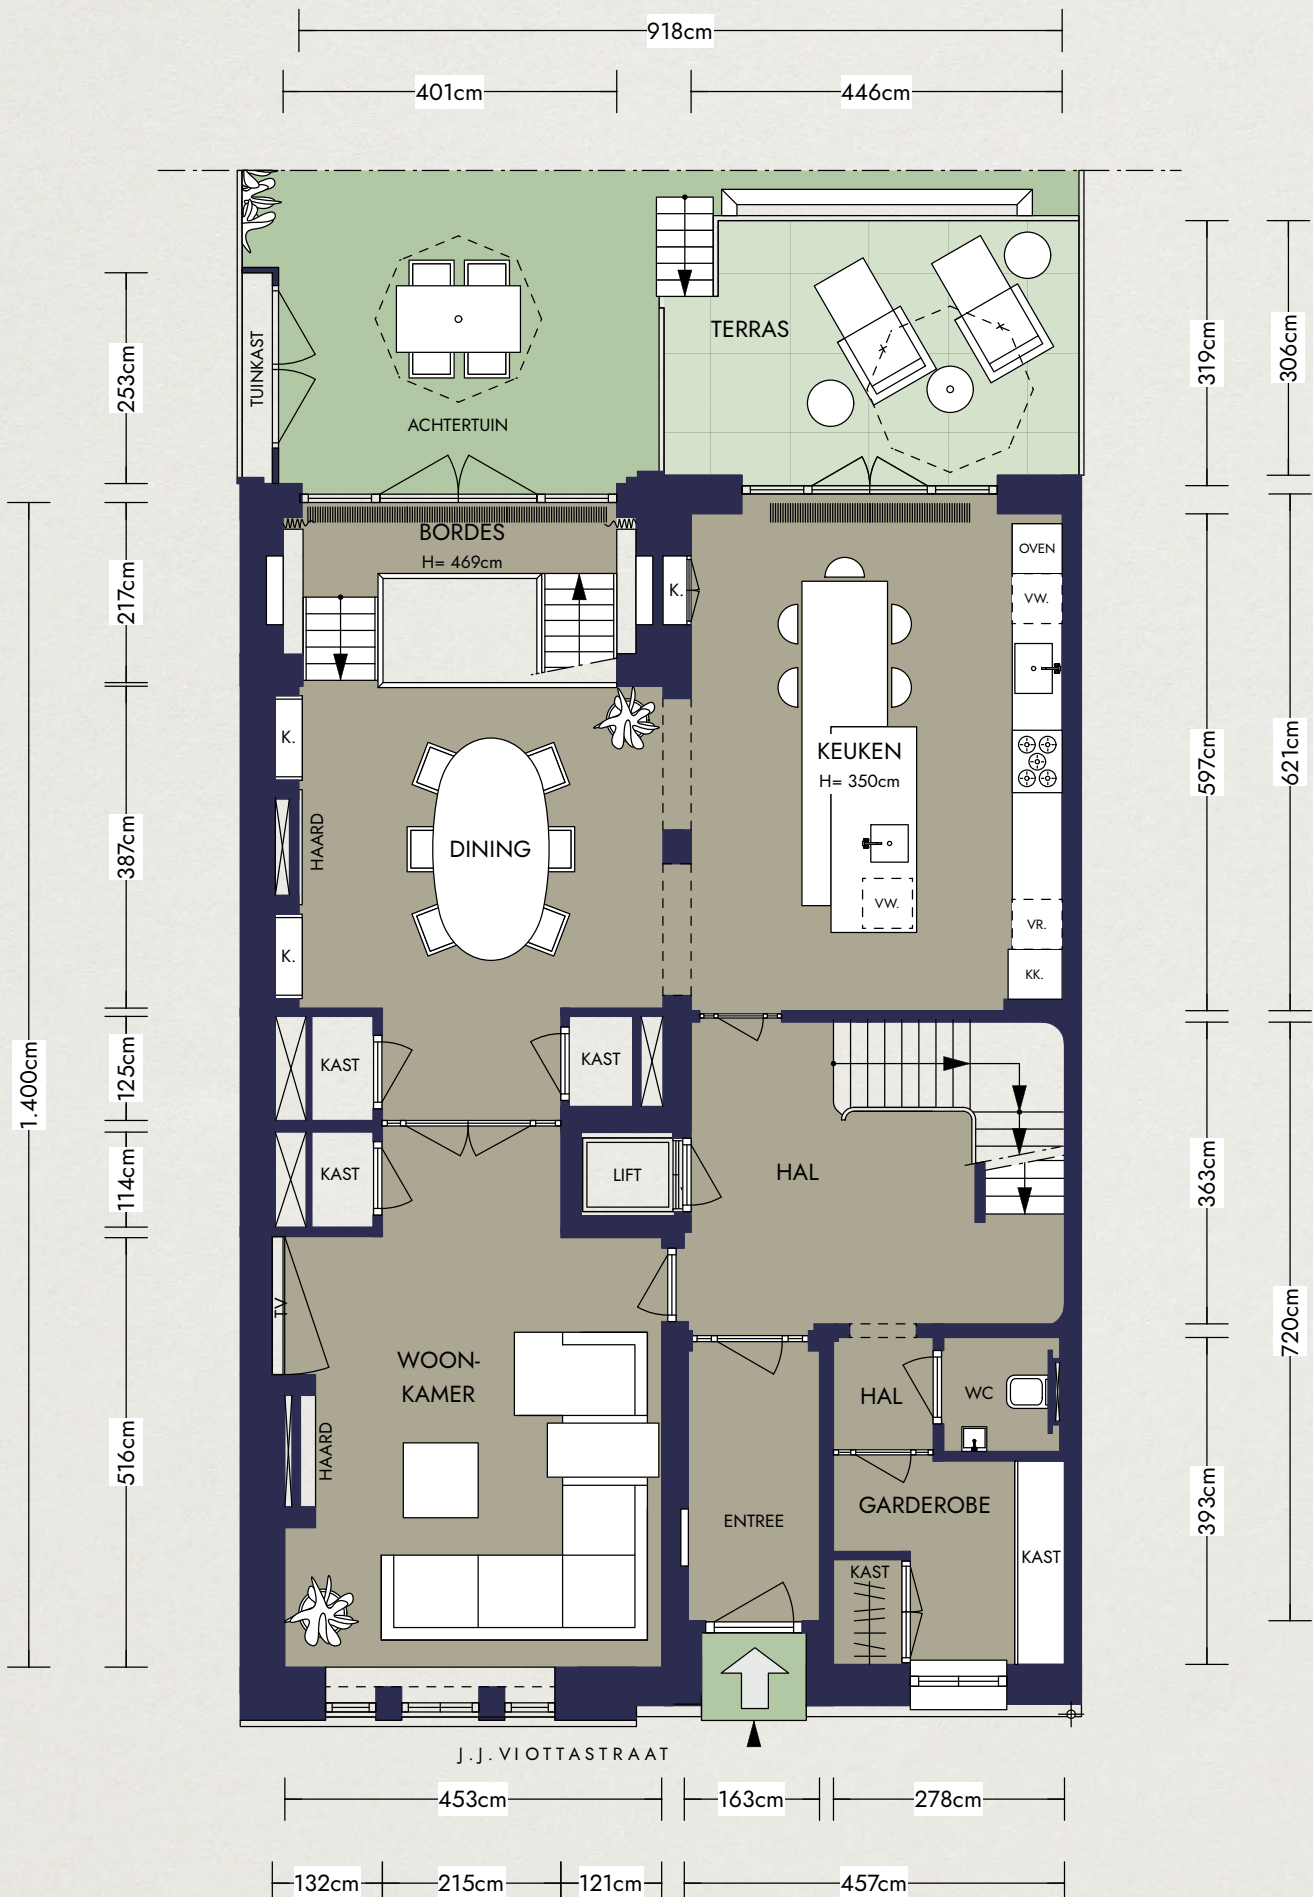 918cm
401cm
446cm
TUINKAST
TERRAS
ACHTERTUIN
253cm
319cm
306cm
BORDES
H= 469cm
OVEN
VW.
K.
217cm
K.
KEUKEN
H= 350cm
597cm
621cm
HAARD
DINING
387cm
VW.
VR.
K.
KK.
KAST
KAST
125cm
1.400cm
KAST
LIFT
HAL
114cm
363cm
TV
720cm
WOON-
KAMER
HAL
WC
HAARD
516cm
GARDEROBE
393cm
ENTREE
KAST
KAST
J.J. VIOTTASTRAAT
453cm
163cm
278cm
132cm
215cm
121cm
457cm